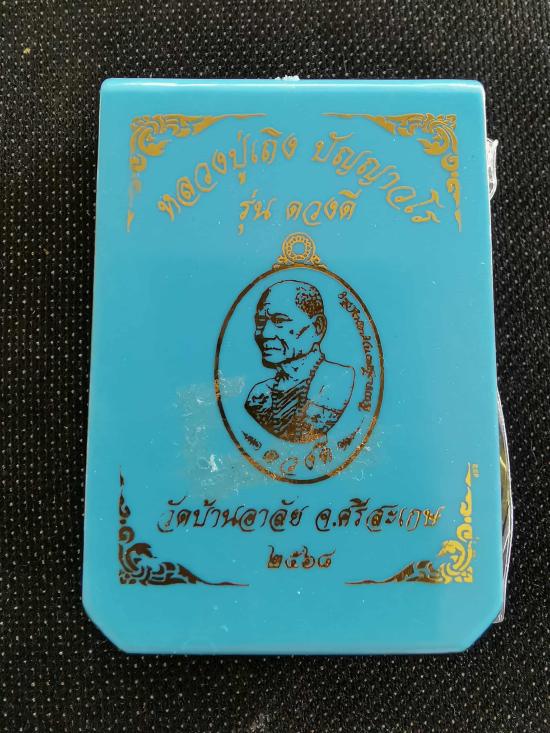 หลวงปู่เถิง ปัญญาวโร
รุ่น ดวงดี
ดวงดี
วัดบ้านอาลัย จ.ศรีสะเกษ
๒๕๖๘